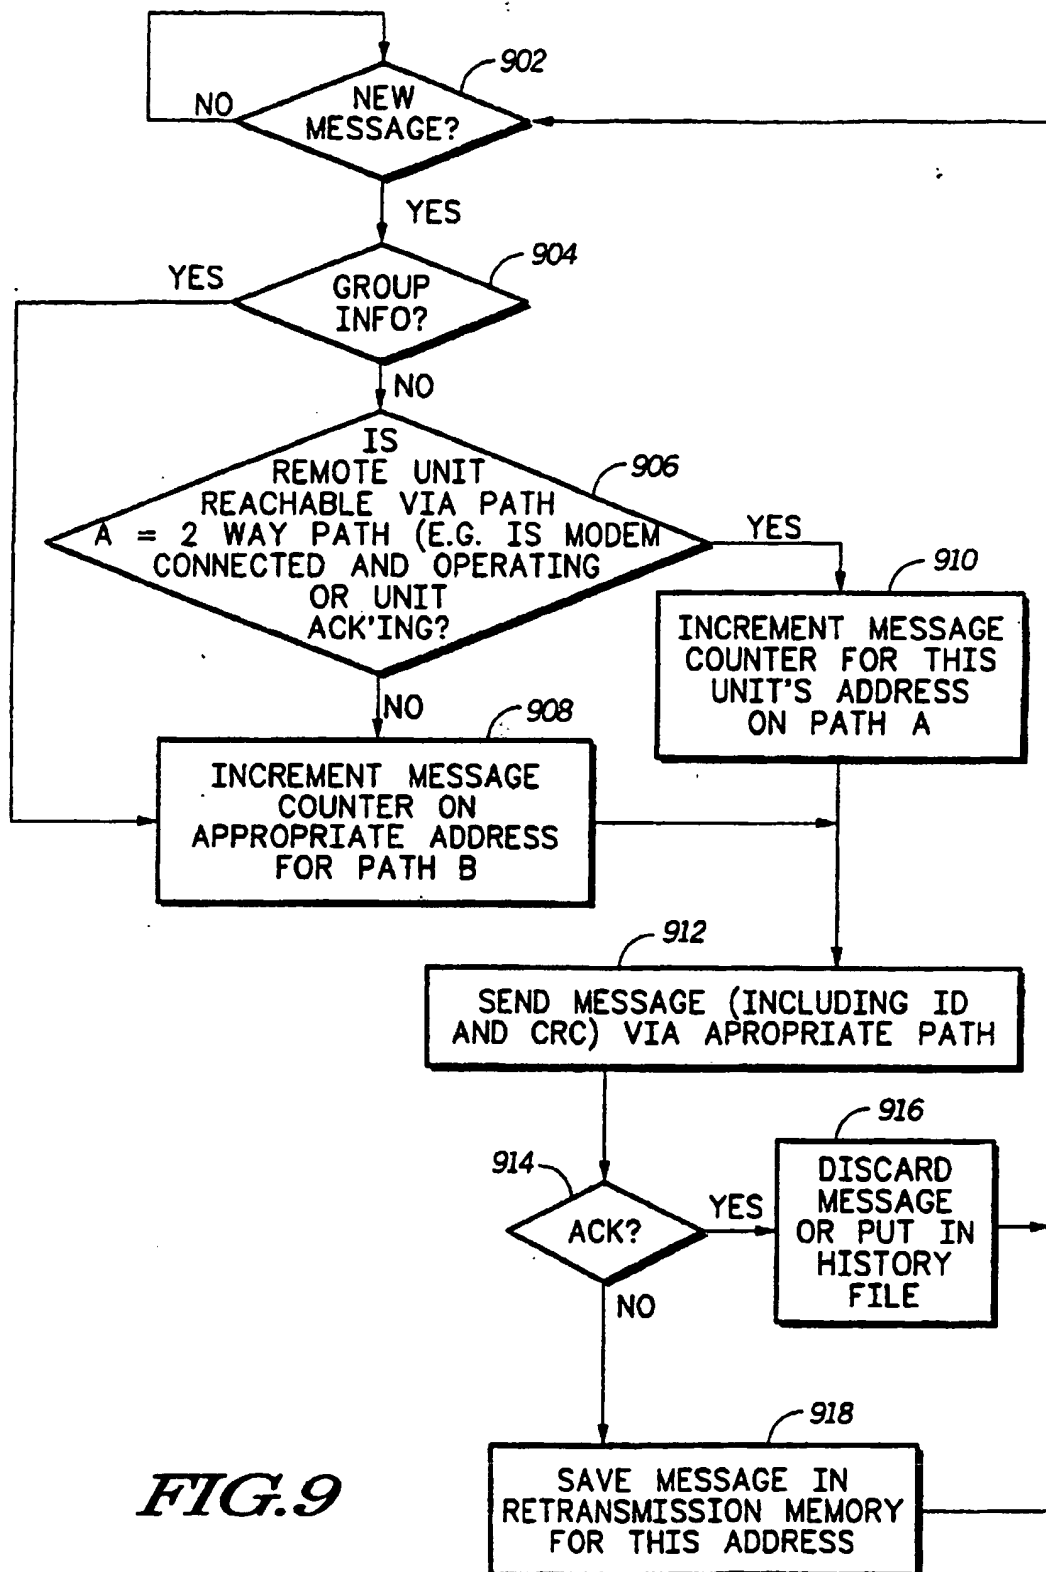 902
NEW
MESSAGE?
NO
YES
904
YES
GROUP
INFO?
NO
906
IS
REMOTE UNIT
REACHABLE VIA PATH
A = 2 WAY PATH (E.G. IS MODEM
CONNECTED AND OPERATING
OR UNIT
ACK'ING?
YES
910
INCREMENT MESSAGE
COUNTER FOR THIS
UNIT'S ADDRESS
ON PATH A
NO
908
INCREMENT MESSAGE
COUNTER ON
APPROPRIATE ADDRESS
FOR PATH B
912
SEND MESSAGE (INCLUDING ID
AND CRC) VIA APROPRIATE PATH
914
ACK?
YES
916
DISCARD
MESSAGE
OR PUT IN
HISTORY
FILE
NO
918
SAVE MESSAGE IN
RETRANSMISSION MEMORY
FOR THIS ADDRESS
FIG.9